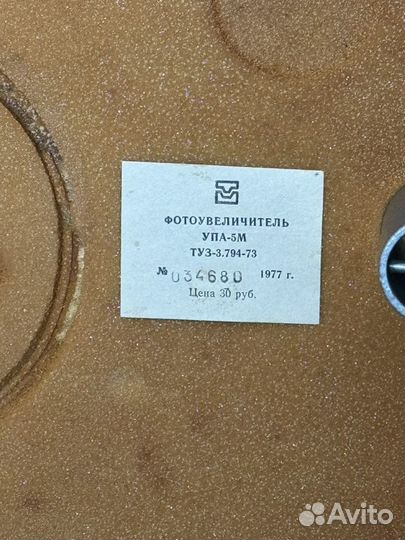 ФОТОУВЕЛИЧИТЕЛЬ
УПА-5М
ТУЗ-3.794-73
№ 034680 1977 г.
Цена 30 руб.
Avito